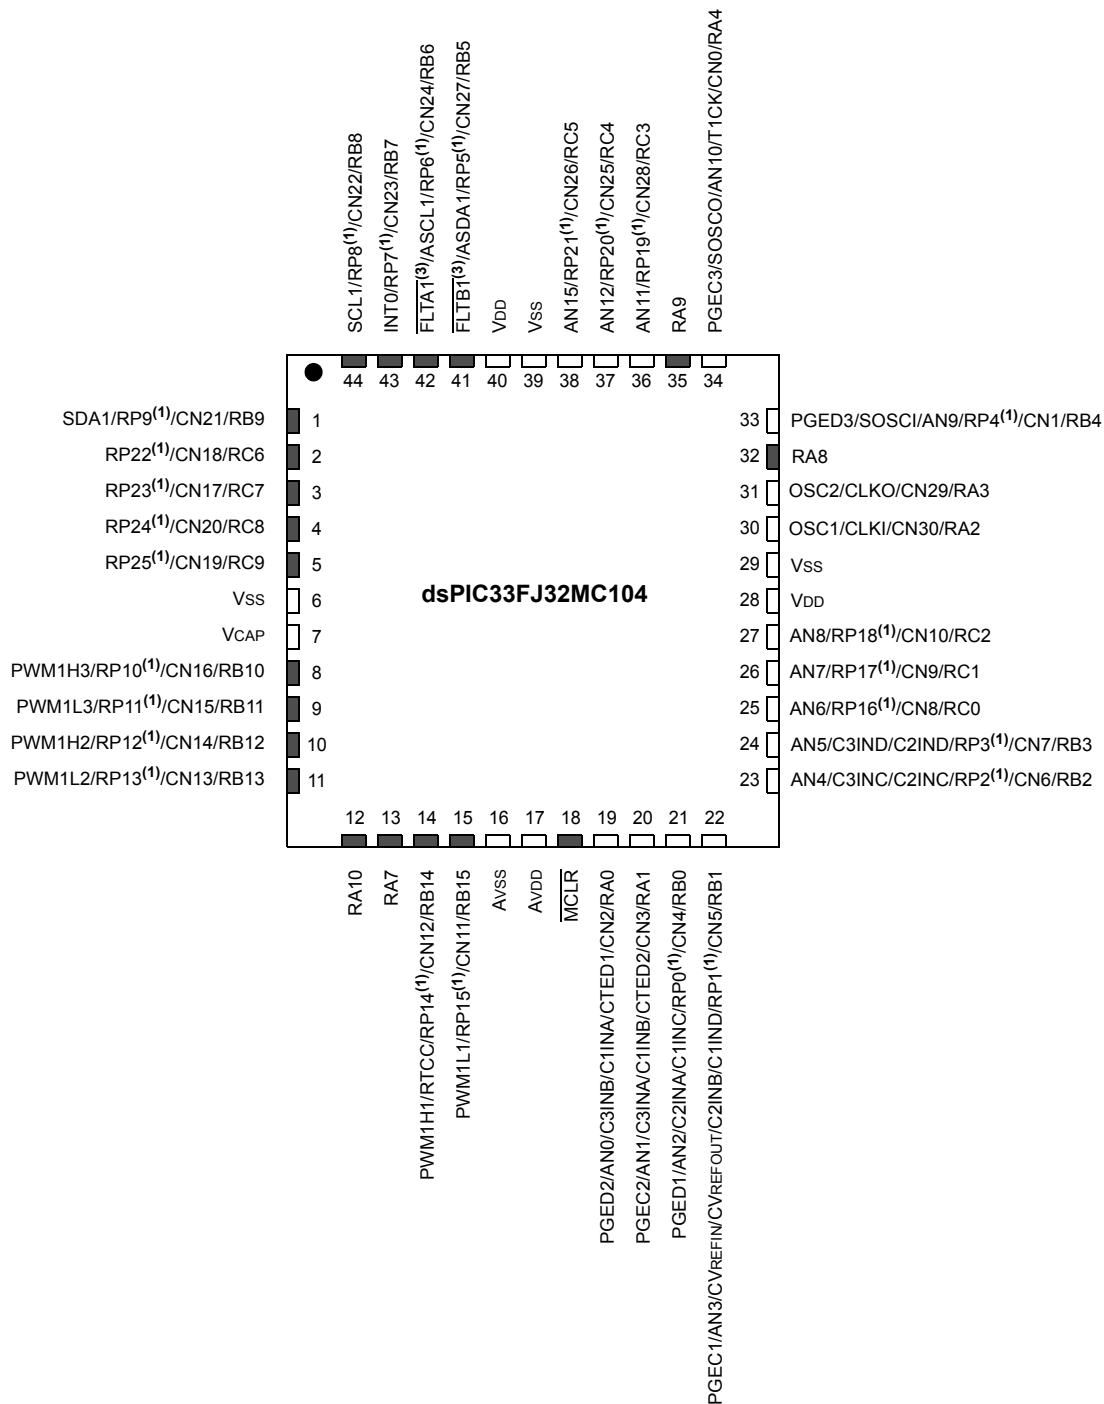 SCL1/RP8(1)/CN22/RB8
INT0/RP7(1)/CN23/RB7
FLTA1(3)/ASCL1/RP6(1)/CN24/RB6
FLTB1(3)/ASDA1/RP5(1)/CN27/RB5
VDD
VSS
AN15/RP21(1)/CN26/RC5
AN12/RP20(1)/CN25/RC4
AN11/RP19(1)/CN28/RC3
RA9
PGEC3/SOSCO/AN10/T1CK/CN0/RA4
44 43 42 41 40 39 38 37 36 35 34
SDA1/RP9(1)/CN21/RB9 1
RP22(1)/CN18/RC6 2
RP23(1)/CN17/RC7 3
RP24(1)/CN20/RC8 4
RP25(1)/CN19/RC9 5
VSS 6
VCAP 7
PWM1H3/RP10(1)/CN16/RB10 8
PWM1L3/RP11(1)/CN15/RB11 9
PWM1H2/RP12(1)/CN14/RB12 10
PWM1L2/RP13(1)/CN13/RB13 11
dsPIC33FJ32MC104
33 PGED3/SOSCI/AN9/RP4(1)/CN1/RB4
32 RA8
31 OSC2/CLKO/CN29/RA3
30 OSC1/CLKI/CN30/RA2
29 VSS
28 VDD
27 AN8/RP18(1)/CN10/RC2
26 AN7/RP17(1)/CN9/RC1
25 AN6/RP16(1)/CN8/RC0
24 AN5/C3IND/C2IND/RP3(1)/CN7/RB3
23 AN4/C3INC/C2INC/RP2(1)/CN6/RB2
12 13 14 15 16 17 18 19 20 21 22
RA10
RA7
PWM1H1/RTCC/RP14(1)/CN12/RB14
PWM1L1/RP15(1)/CN11/RB15
AVSS
AVDD
MCLR
PGED2/AN0/C3INB/C1INA/CTED1/CN2/RA0
PGEC2/AN1/C3INA/C1INB/CTED2/CN3/RA1
PGED1/AN2/C2INA/C1INC/RP0(1)/CN4/RB0
PGEC1/AN3/CVREFIN/CVREFOUT/C2INB/C1IND/RP1(1)/CN5/RB1